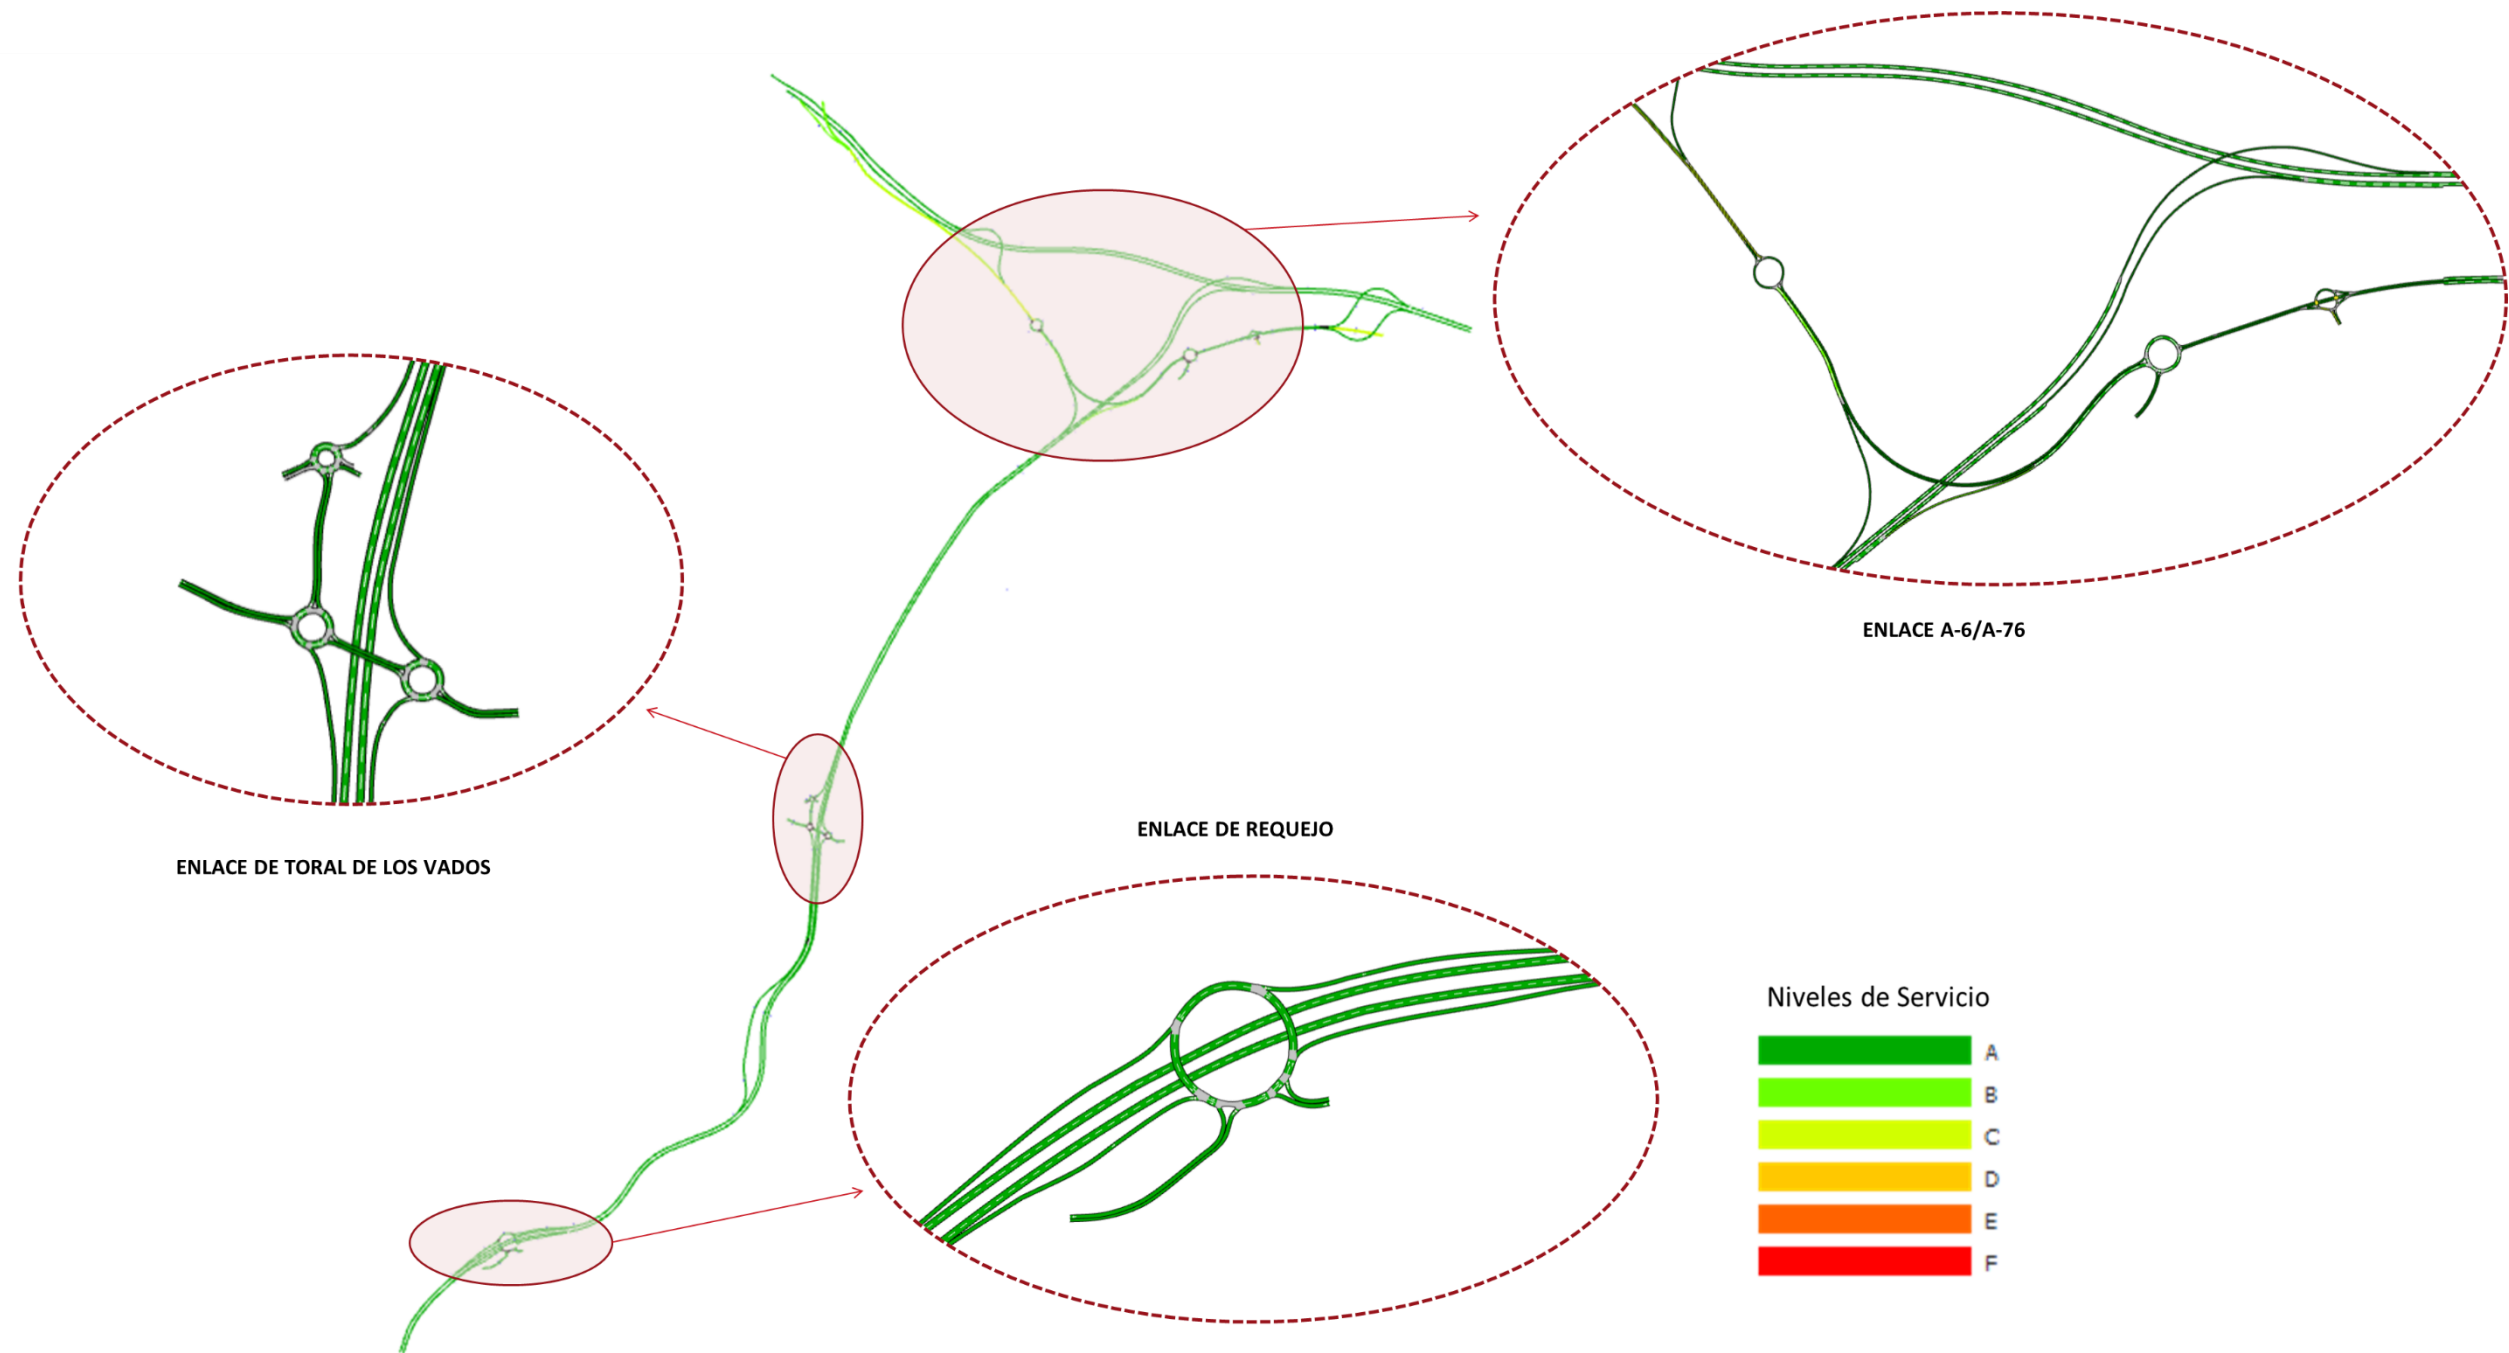 ENLACE A-6/A-76
ENLACE DE TORAL DE LOS VADOS
ENLACE DE REQUEJO
Niveles de Servicio
A
B
C
D
E
F